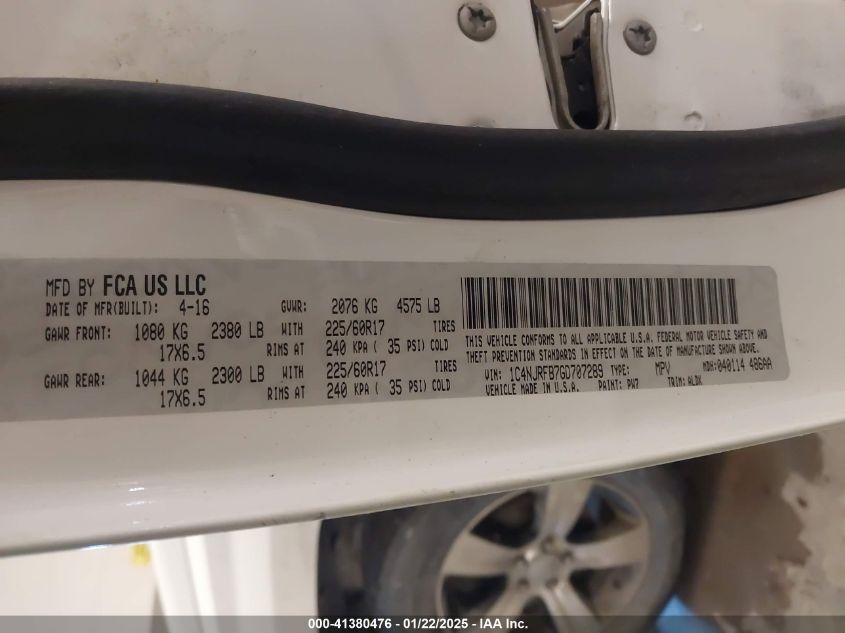 MFD BY FCA US LLC
DATE OF MFR(BUILT): 4-16 GVWR: 2076 KG 4575 LB
GAWR FRONT: 1080 KG 2380 LB WITH 225/60R17 TIRES
17X6.5 RIMS AT 240 KPA ( 35 PSI) COLD
GAWR REAR: 1044 KG 2300 LB WITH 225/60R17 TIRES
17X6.5 RIMS AT 240 KPA ( 35 PSI) COLD
THIS VEHICLE CONFORMS TO ALL APPLICABLE U.S.A. FEDERAL MOTOR VEHICLE SAFETY AND
THEFT PREVENTION STANDARDS IN EFFECT ON THE DATE OF MANUFACTURE SHOWN ABOVE.
VIN: 1C4NJRFB7GD707289 TYPE: MPV MDH: 040114 486AA
VEHICLE MADE IN U.S.A. PAINT: PW7 TRIM: ALDK
000-41380476 - 01/22/2025 - IAA Inc.